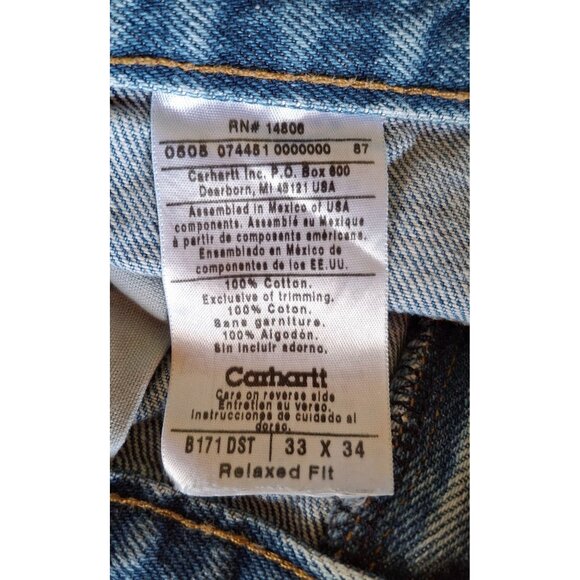 RN# 14806
0505 074451 0000000 87
Carhartt Inc. P.O. Box 600
Dearborn, MI 48121 USA
Assembled in Mexico of USA
components. Assemblé au Mexique
à partir de composants américains.
Ensamblado en México de
componentes de los EE.UU.
100% Cotton.
Exclusive of trimming.
100% Coton.
Sans garniture.
100% Algodón.
Sin incluir adorno.
Carhartt
Care on reverse side
Entretien au verso.
Instrucciones de cuidado al
dorso.
B171 DST | 33 X 34
Relaxed Fit